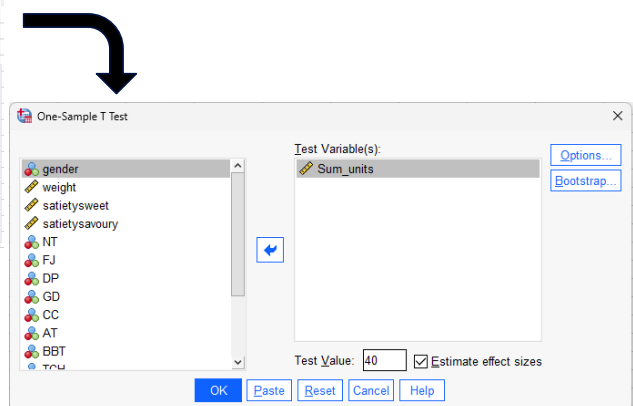 One-Sample T Test
Test Variable(s):
gender
weight
satietysweet
satietysavoury
NT
FJ
DP
GD
CC
AT
BBT
TCH
Sum_units
Options...
Bootstrap...
Test Value: 40
Estimate effect sizes
OK Paste Reset Cancel Help